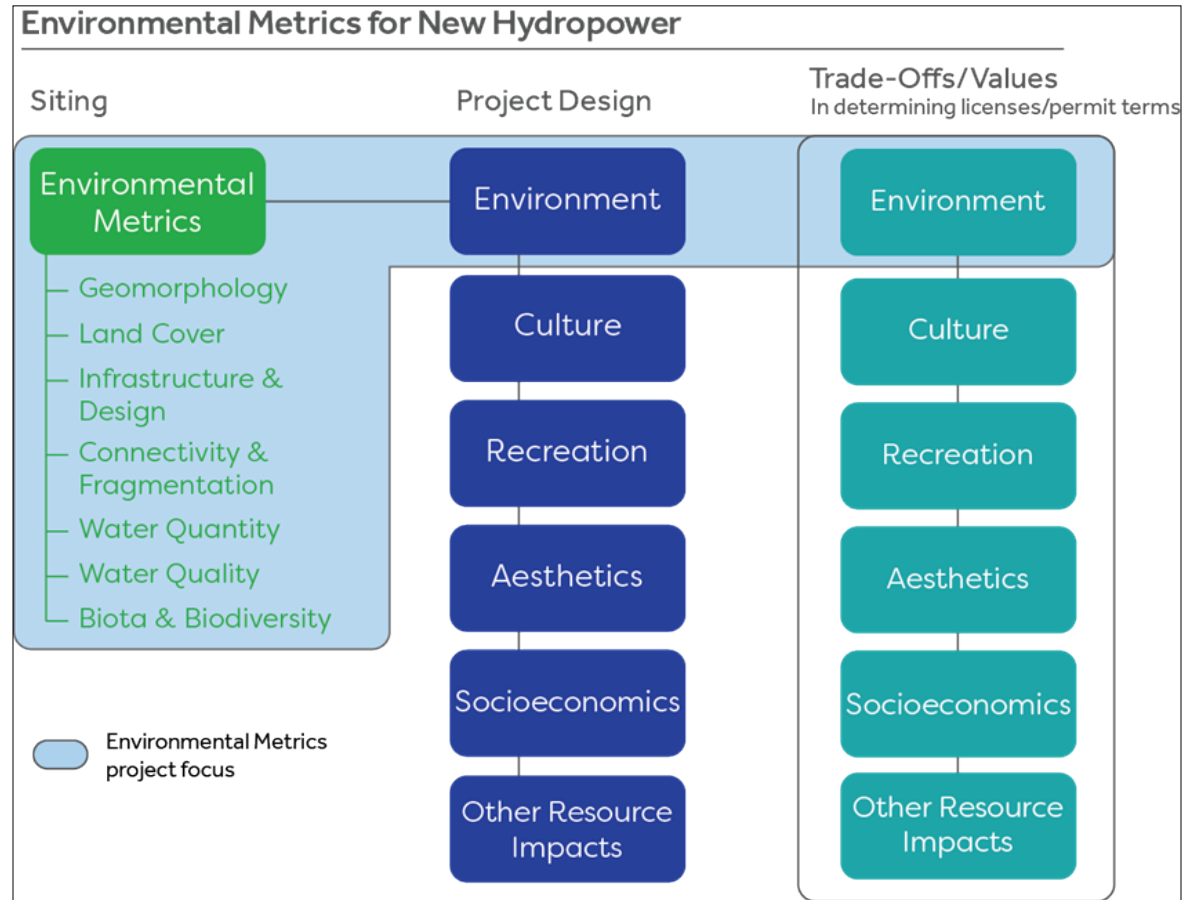 Environmental Metrics for New Hydropower
Siting
Project Design
Trade-Offs/Values
In determining licenses/permit terms
Environmental
Metrics
Geomorphology
Land Cover
Infrastructure &
Design
Connectivity &
Fragmentation
Water Quantity
Water Quality
Biota & Biodiversity
Environmental Metrics
project focus
Environment
Culture
Recreation
Aesthetics
Socioeconomics
Other Resource
Impacts
Environment
Culture
Recreation
Aesthetics
Socioeconomics
Other Resource
Impacts